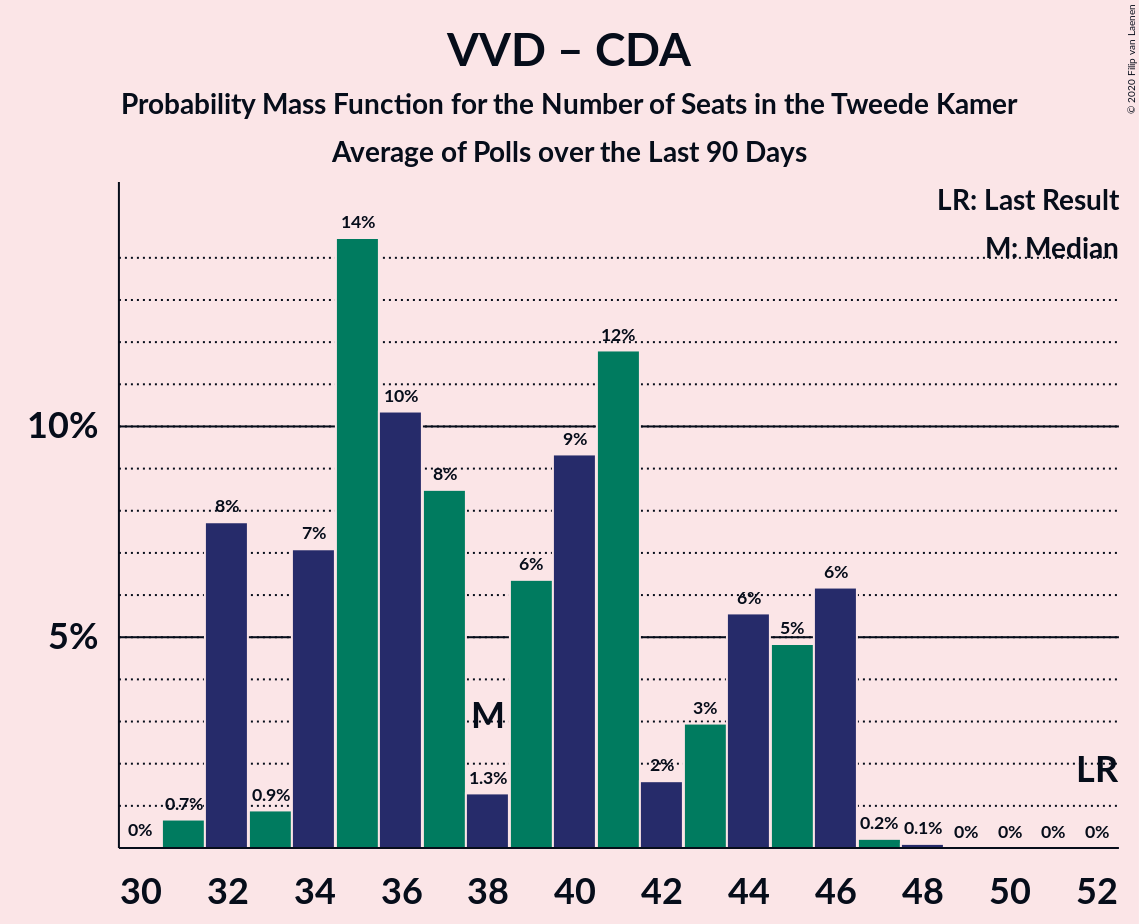 VVD – CDA
Probability Mass Function for the Number of Seats in the Tweede Kamer
Average of Polls over the Last 90 Days
© 2020 Filip van Laenen
LR: Last Result
M: Median
10%
5%
0%
0.7%
8%
0.9%
7%
14%
10%
8%
1.3%
6%
9%
12%
2%
3%
6%
5%
6%
0.2%
0.1%
0%
0%
0%
0%
M
LR
30 32 34 36 38 40 42 44 46 48 50 52